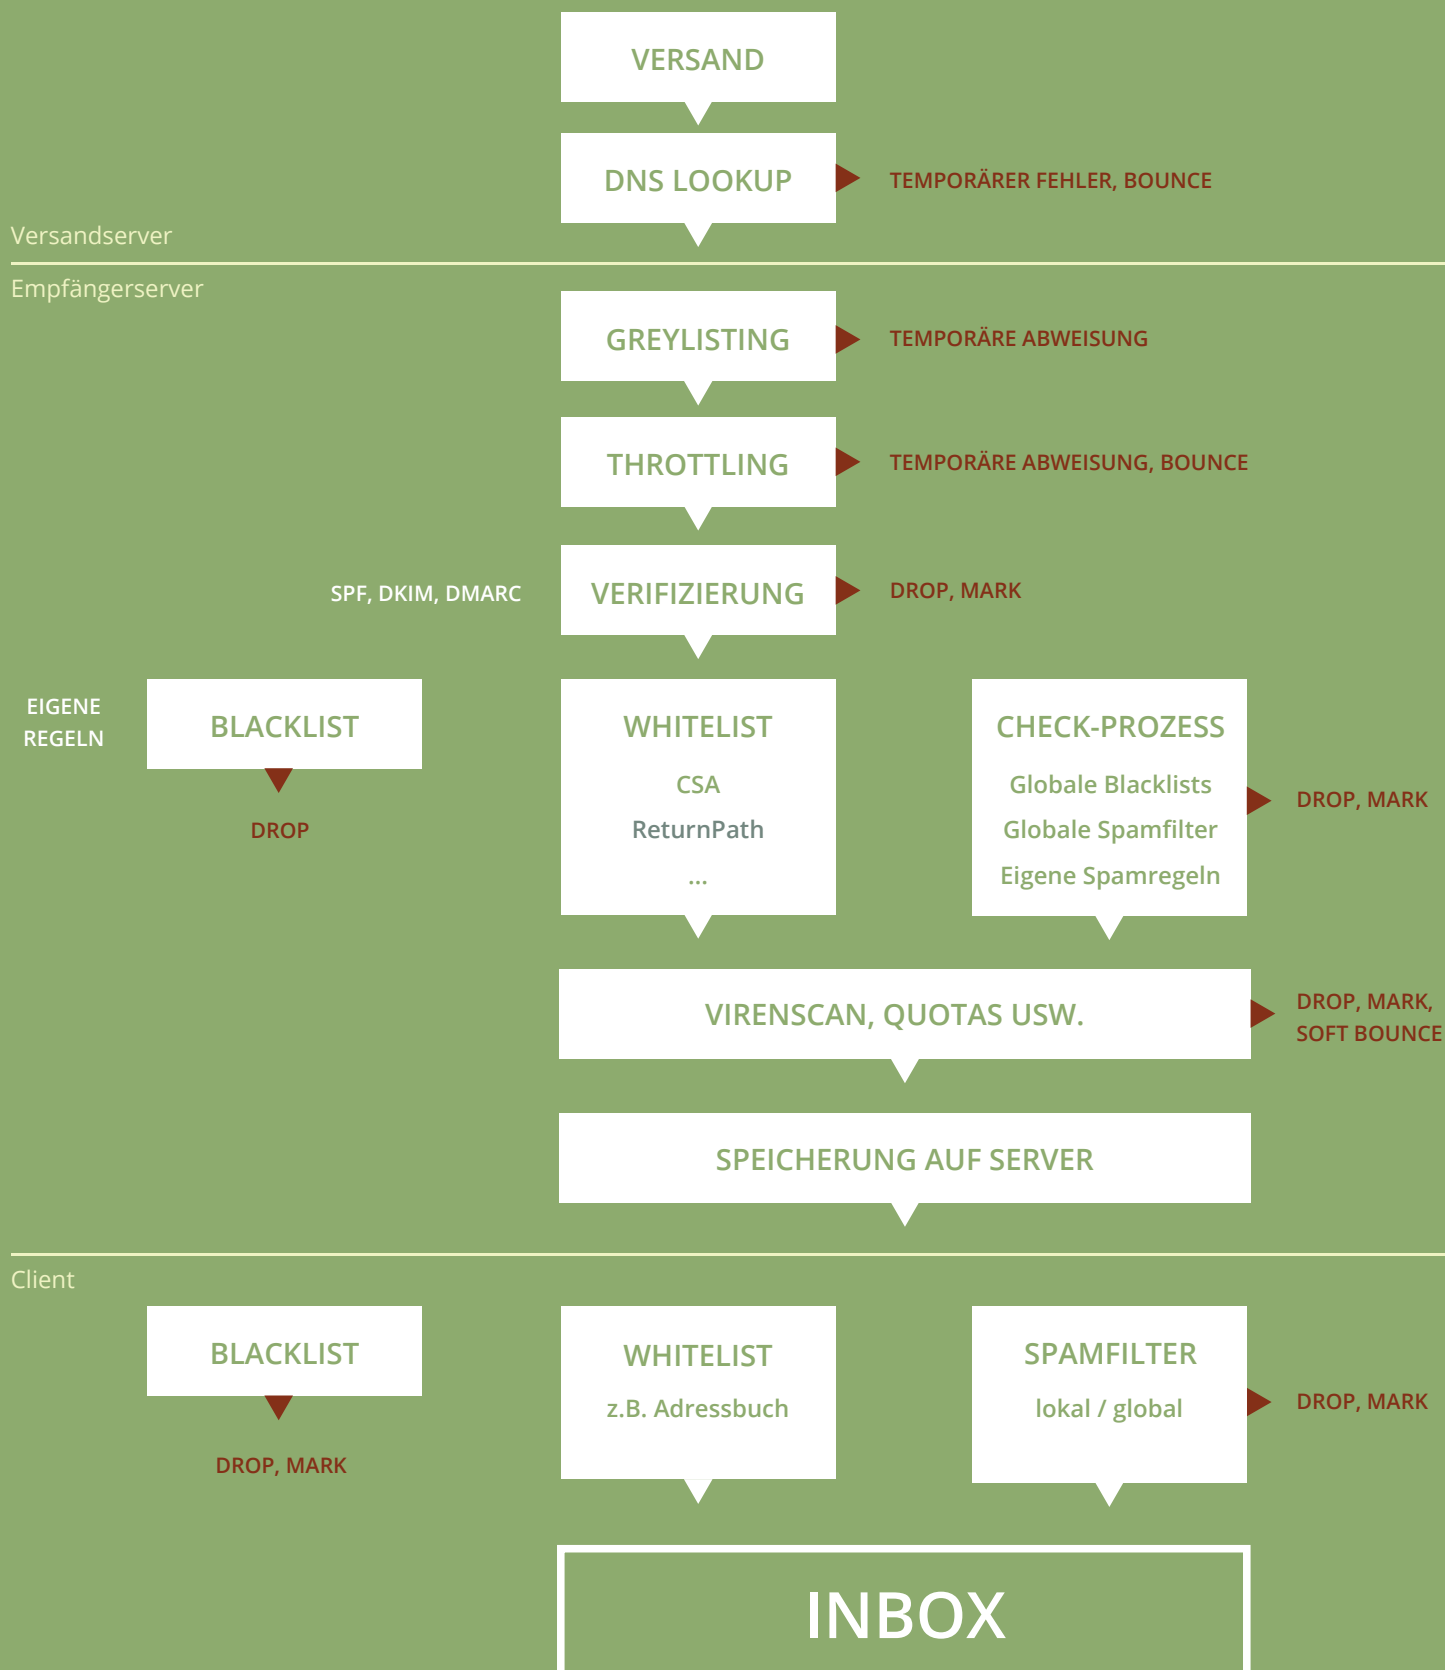 VERSAND
DNS LOOKUP
TEMPORÄRER FEHLER, BOUNCE
Versandserver
Empfängerserver
GREYLISTING
TEMPORÄRE ABWEISUNG
THROTTLING
TEMPORÄRE ABWEISUNG, BOUNCE
SPF, DKIM, DMARC
VERIFIZIERUNG
DROP, MARK
EIGENE
REGELN
BLACKLIST
DROP
WHITELIST
CSA
ReturnPath
...
CHECK-PROZESS
Globale Blacklists
Globale Spamfilter
Eigene Spamregeln
DROP, MARK
VIRENSCAN, QUOTAS USW.
DROP, MARK,
SOFT BOUNCE
SPEICHERUNG AUF SERVER
Client
BLACKLIST
DROP, MARK
WHITELIST
z.B. Adressbuch
SPAMFILTER
lokal / global
DROP, MARK
INBOX